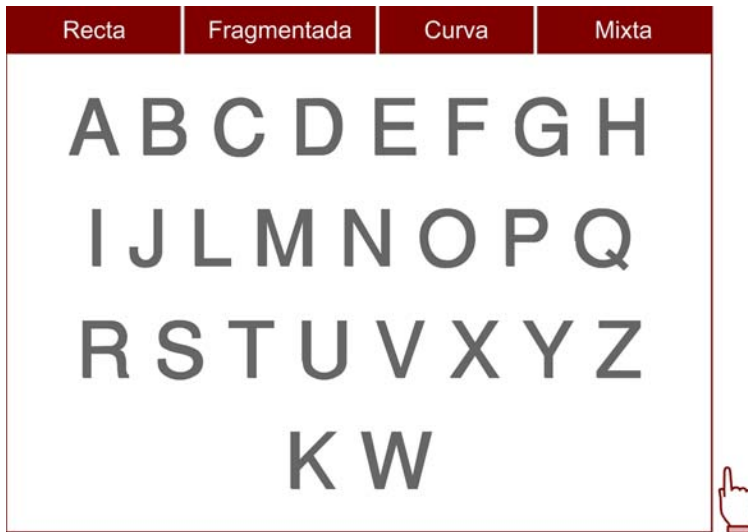 Recta Fragmentada Curva Mixta
A B C D E F G H
I J L M N O P Q
R S T U V X Y Z
K W